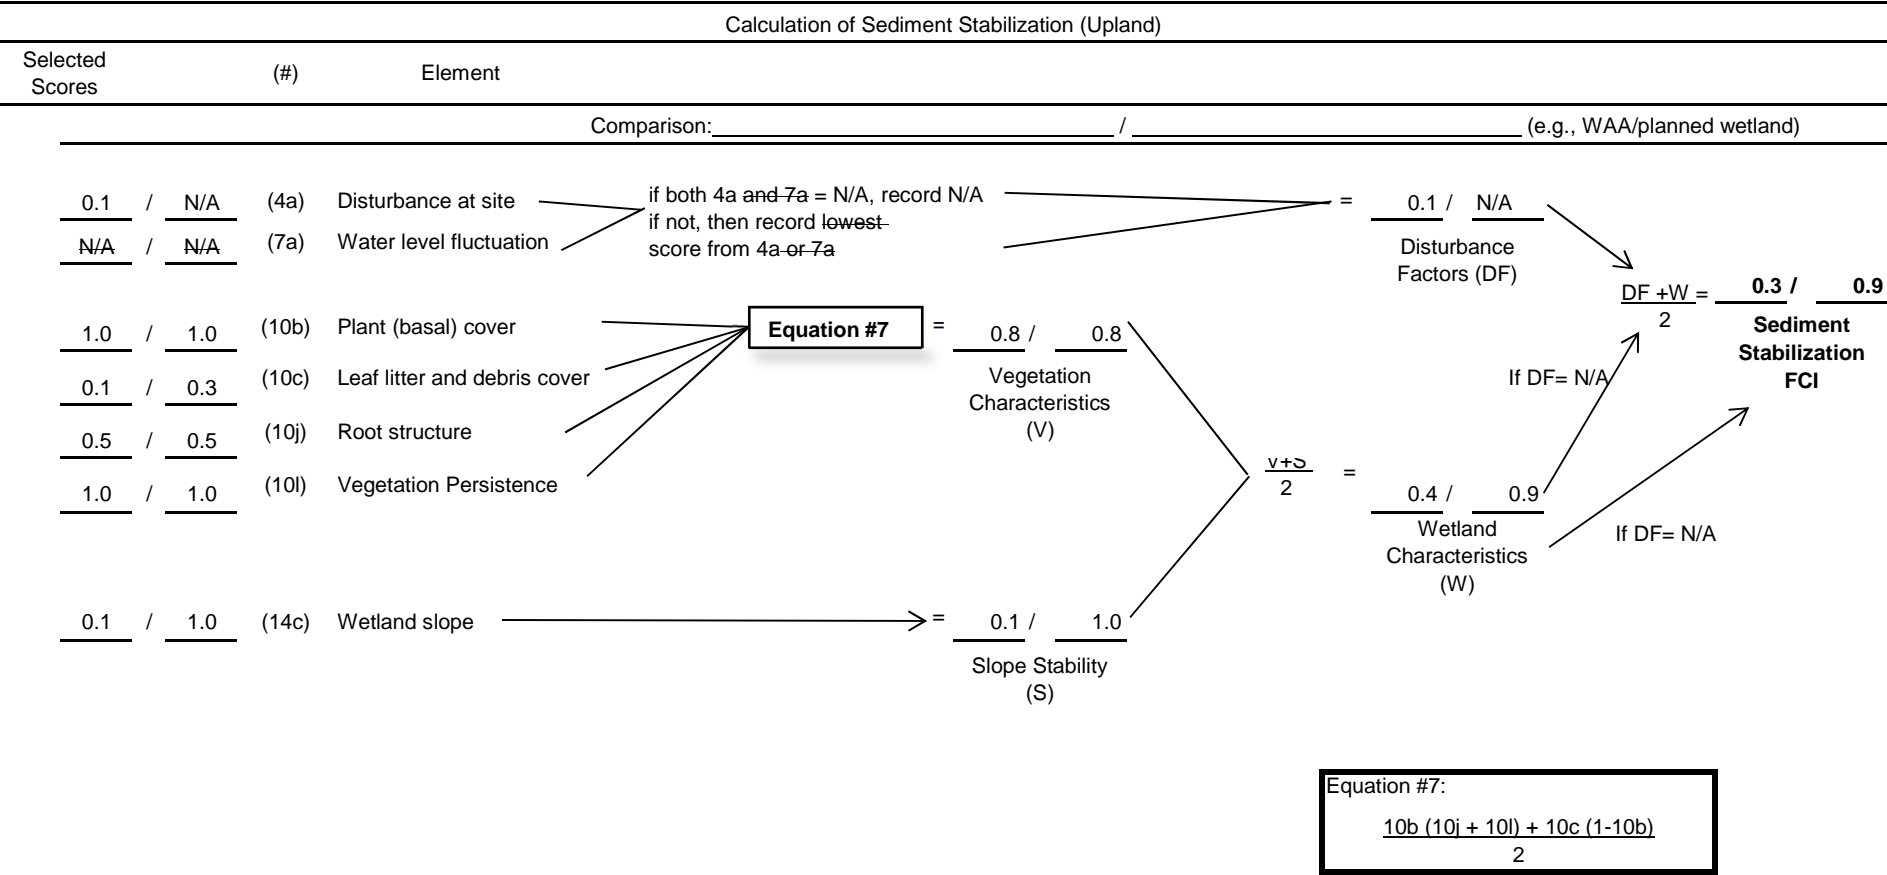 Calculation of Sediment Stabilization (Upland)
Selected
Scores
(#)
Element
Comparison: / (e.g., WAA/planned wetland)
0.1 / N/A (4a) Disturbance at site
N/A / N/A (7a) Water level fluctuation
if both 4a and 7a = N/A, record N/A
if not, then record lowest
score from 4a or 7a
= 0.1 / N/A
Disturbance
Factors (DF)
DF +W = 0.3 / 0.9
2
Sediment
Stabilization
FCI
1.0 / 1.0 (10b) Plant (basal) cover
0.1 / 0.3 (10c) Leaf litter and debris cover
0.5 / 0.5 (10j) Root structure
1.0 / 1.0 (10l) Vegetation Persistence
Equation #7 = 0.8 / 0.8
Vegetation
Characteristics
(V)
If DF= N/A
V+S =
2
0.4 / 0.9
Wetland
Characteristics
(W)
If DF= N/A
0.1 / 1.0 (14c) Wetland slope = 0.1 / 1.0
Slope Stability
(S)
Equation #7:
10b (10j + 10l) + 10c (1-10b)
2